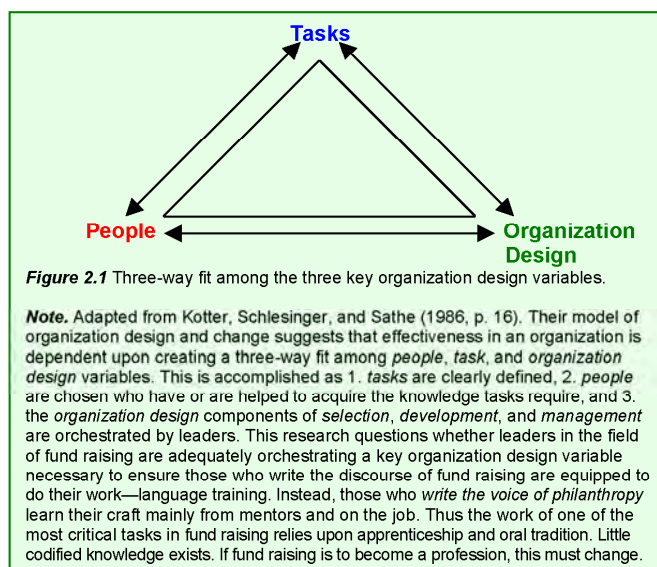 Tasks
People
Organization
Design
Figure 2.1 Three-way fit among the three key organization design variables.
Note. Adapted from Kotter, Schlesinger, and Sathe (1986, p. 16). Their model of
organization design and change suggests that effectiveness in an organization is
dependent upon creating a three-way fit among people, task, and organization
design variables. This is accomplished as 1. tasks are clearly defined, 2. people
are chosen who have or are helped to acquire the knowledge tasks require, and 3.
the organization design components of selection, development, and management
are orchestrated by leaders. This research questions whether leaders in the field
of fund raising are adequately orchestrating a key organization design variable
necessary to ensure those who write the discourse of fund raising are equipped to
do their work—language training. Instead, those who write the voice of philanthropy
learn their craft mainly from mentors and on the job. Thus the work of one of the
most critical tasks in fund raising relies upon apprenticeship and oral tradition. Little
codified knowledge exists. If fund raising is to become a profession, this must change.